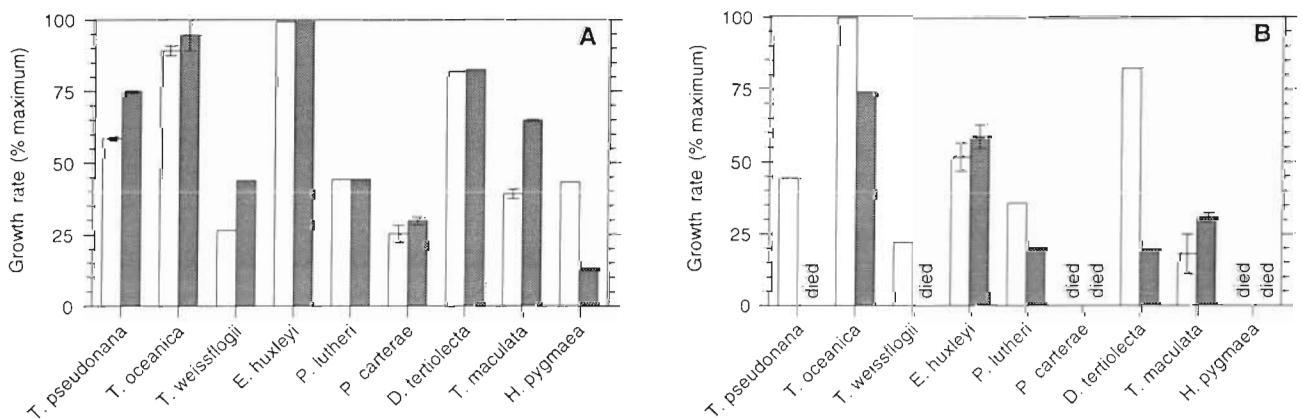 A
Growth rate (% maximum)
100
75
50
25
0
T. pseudonana
T. oceanica
T. weissflogii
E. huxleyi
P. lutheri
P carterae
D. tertiolecta
T. maculata
H. pygmaea
B
Growth rate (% maximum)
100
75
50
25
0
died
died
died
died
died
died
T. pseudonana
T. oceanica
T. weissflogii
E. huxleyi
P. lutheri
P carterae
D. tertiolecta
T. maculata
H. pygmaea